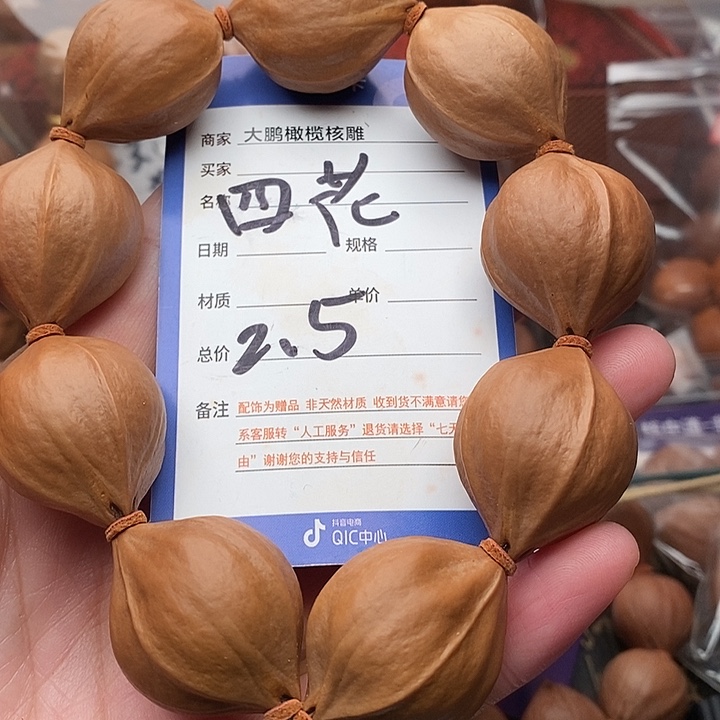 商家 大鹏橄榄核雕
买家
名称 四花
日期 规格
材质 单价
总价 2.5
备注 配饰为赠品 非天然材质 收到货不满意请您
系客服转“人工服务”退货请选择“七天
由”谢谢您的支持与信任
抖音电商
QIC中心